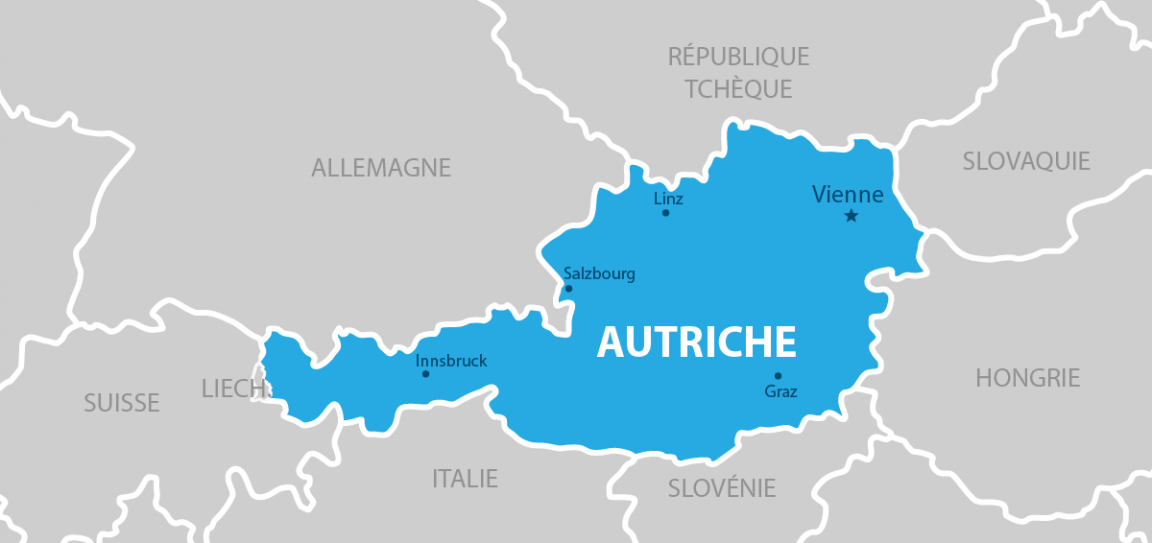 RÉPUBLIQUE
TCHÈQUE
ALLEMAGNE
SLOVAQUIE
Linz
Vienne
Salzbourg
AUTRICHE
Innsbruck
LIECH.
Graz
HONGRIE
SUISSE
ITALIE
SLOVÉNIE